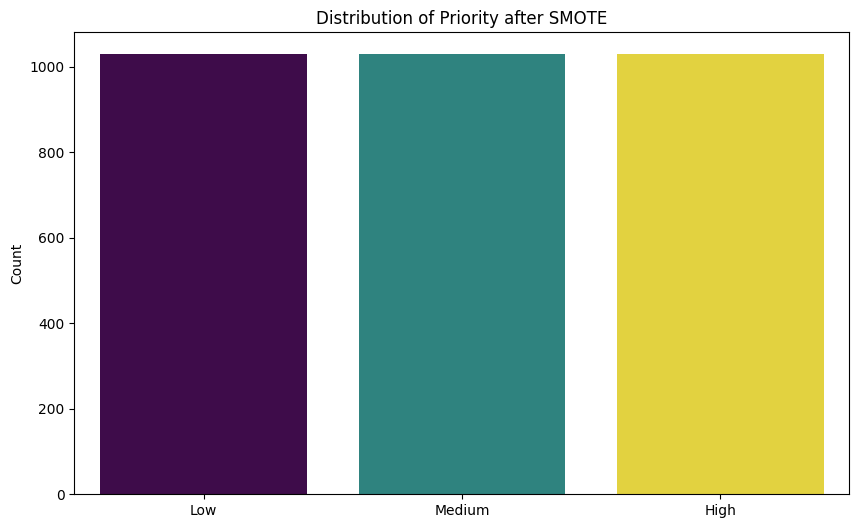 Distribution of Priority after SMOTE
1000
800
600
400
200
0
Count
Low
Medium
High